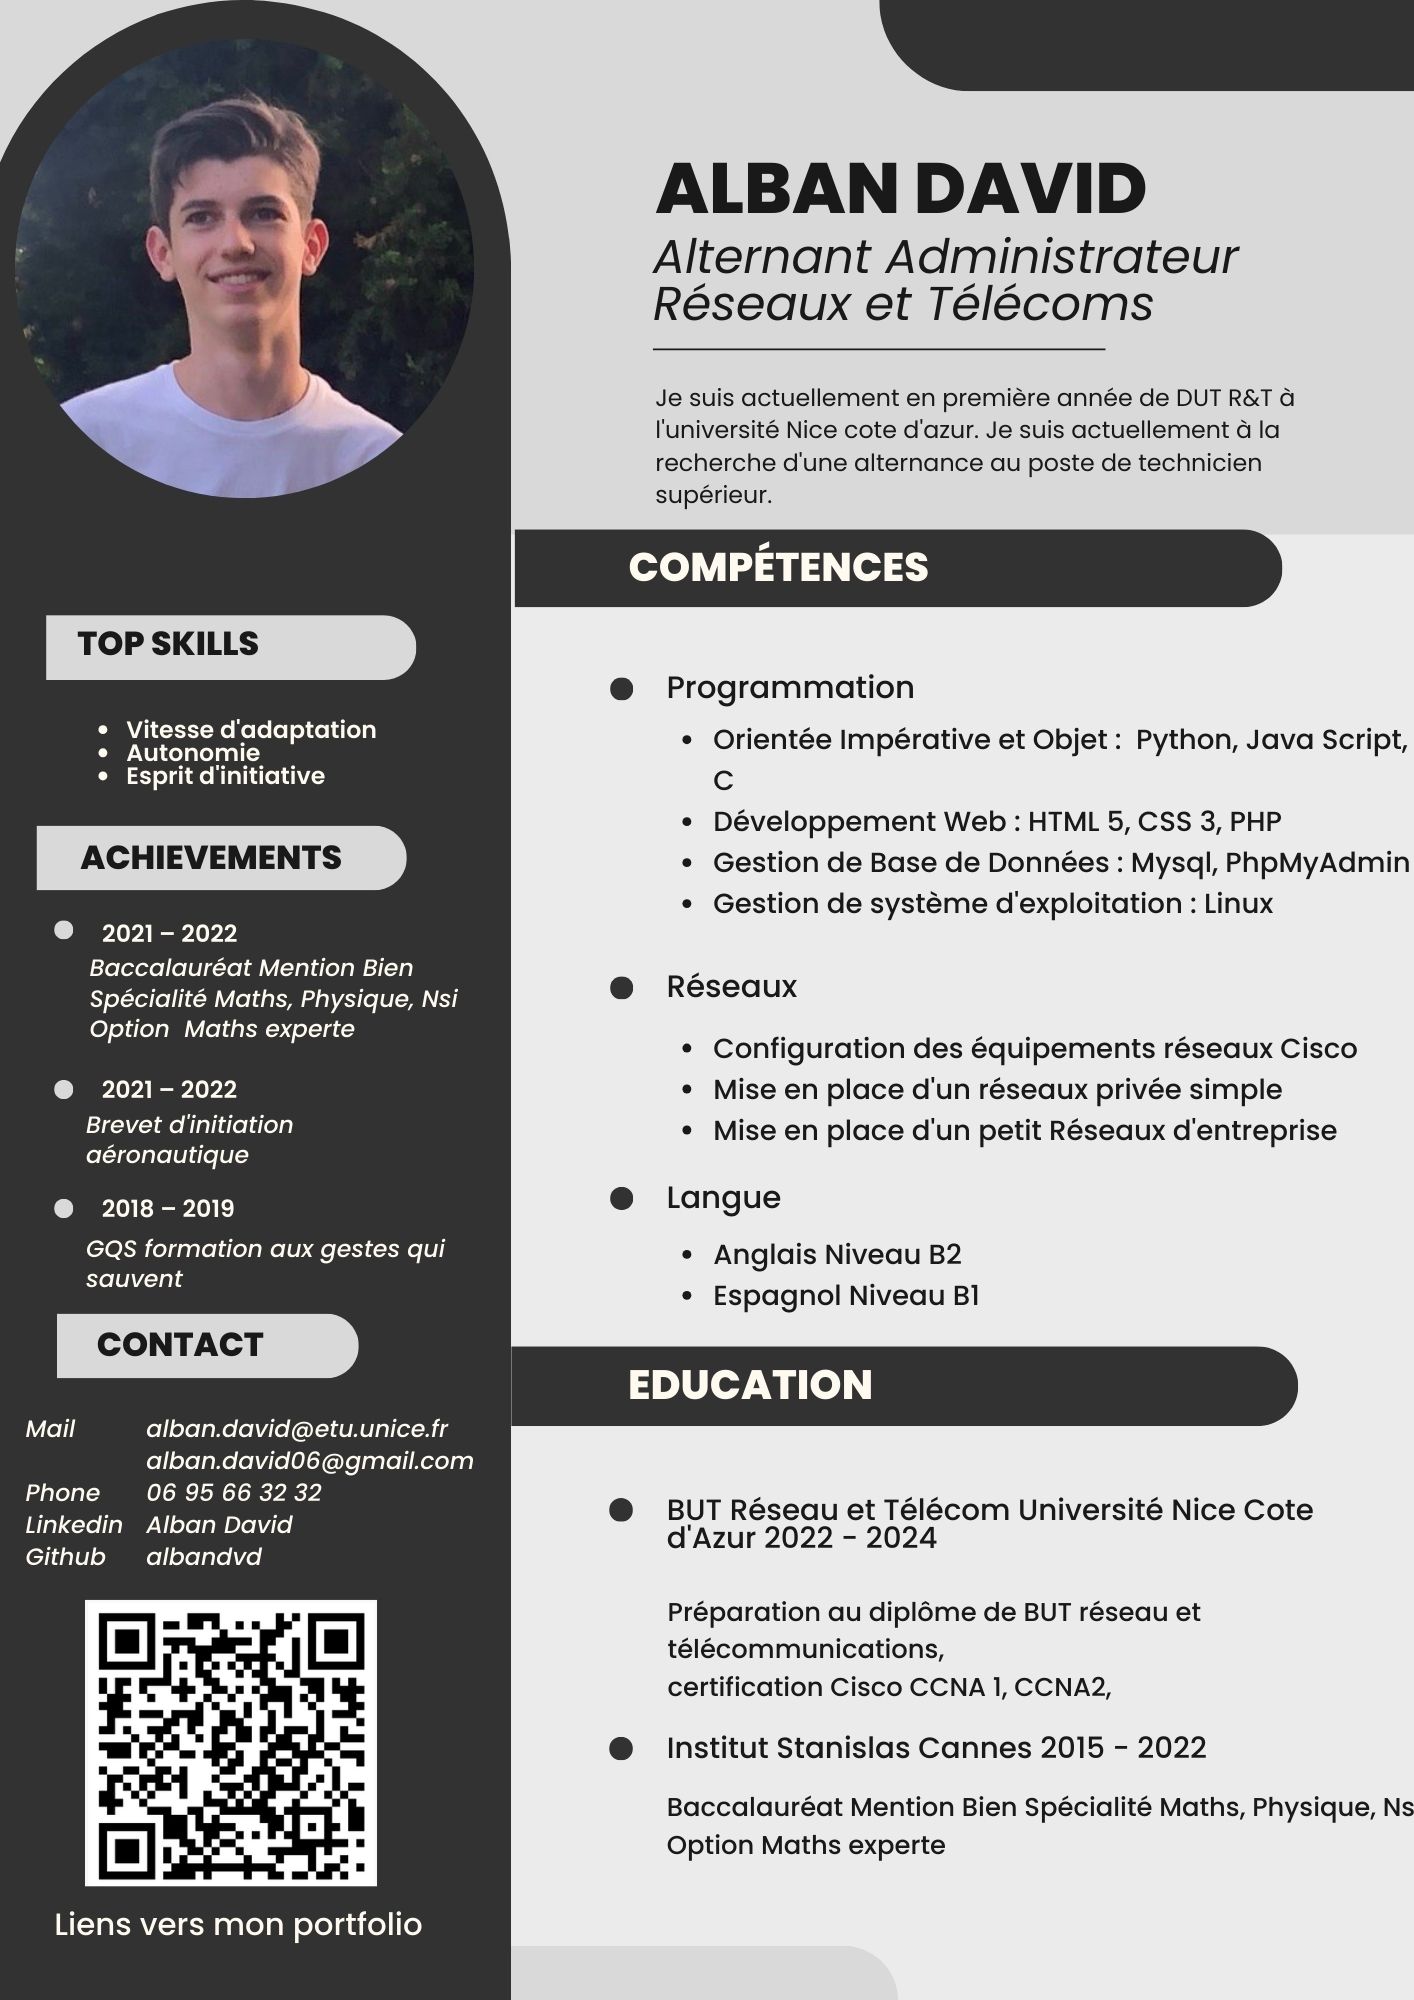 ALBAN DAVID
Alternant Administrateur
Réseaux et Télécoms
Je suis actuellement en première année de DUT R&T à
l'université Nice cote d'azur. Je suis actuellement à la
recherche d'une alternance au poste de technicien
supérieur.
TOP SKILLS
• Vitesse d'adaptation
• Autonomie
• Esprit d'initiative
ACHIEVEMENTS
2021 – 2022
Baccalauréat Mention Bien
Spécialité Maths, Physique, Nsi
Option  Maths experte
2021 – 2022
Brevet d'initiation
aéronautique
2018 – 2019
GQS formation aux gestes qui
sauvent
CONTACT
Mail alban.david@etu.unice.fr
alban.david06@gmail.com
Phone 06 95 66 32 32
Linkedin Alban David
Github albandvd
Liens vers mon portfolio
COMPÉTENCES
Programmation
• Orientée Impérative et Objet :  Python, Java Script,
C
• Développement Web : HTML 5, CSS 3, PHP
• Gestion de Base de Données : Mysql, PhpMyAdmin
• Gestion de système d'exploitation : Linux
Réseaux
• Configuration des équipements réseaux Cisco
• Mise en place d'un réseaux privée simple
• Mise en place d'un petit Réseaux d'entreprise
Langue
• Anglais Niveau B2
• Espagnol Niveau B1
EDUCATION
BUT Réseau et Télécom Université Nice Cote
d'Azur 2022 - 2024
Préparation au diplôme de BUT réseau et
télécommunications,
certification Cisco CCNA 1, CCNA2,
Institut Stanislas Cannes 2015 - 2022
Baccalauréat Mention Bien Spécialité Maths, Physique, Ns
Option Maths experte